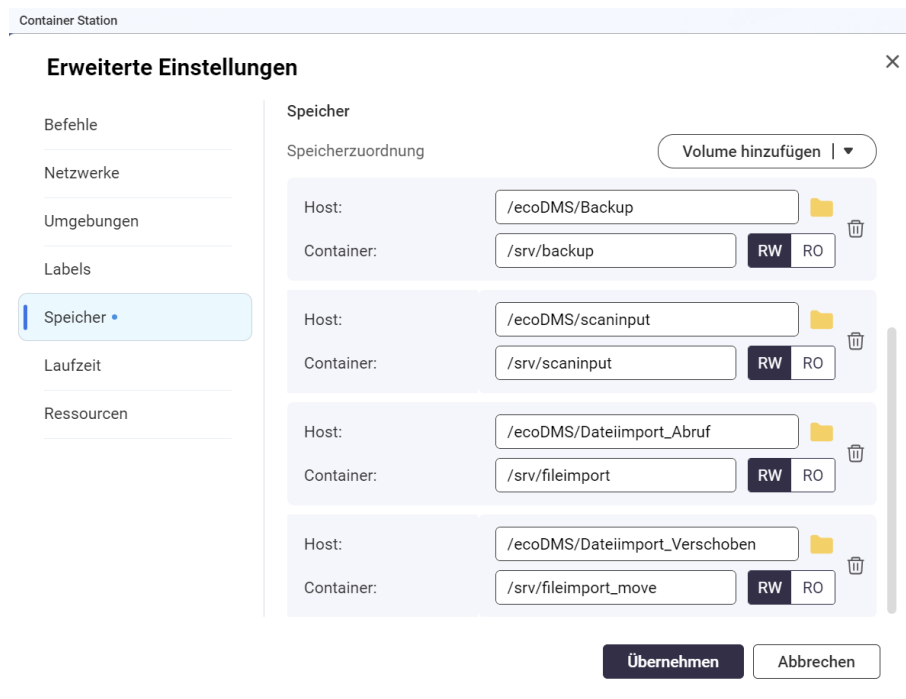 Container Station
Erweiterte Einstellungen
Befehle
Netzwerke
Umgebungen
Labels
Speicher
Laufzeit
Ressourcen
Speicher
Speicherzuordnung
Volume hinzufügen
Host:
/ecoDMS/Backup
Container:
/srv/backup
RW
RO
Host:
/ecoDMS/scaninput
Container:
/srv/scaninput
RW
RO
Host:
/ecoDMS/Dateiimport_Abruf
Container:
/srv/fileimport
RW
RO
Host:
/ecoDMS/Dateiimport_Verschoben
Container:
/srv/fileimport_move
RW
RO
Übernehmen
Abbrechen